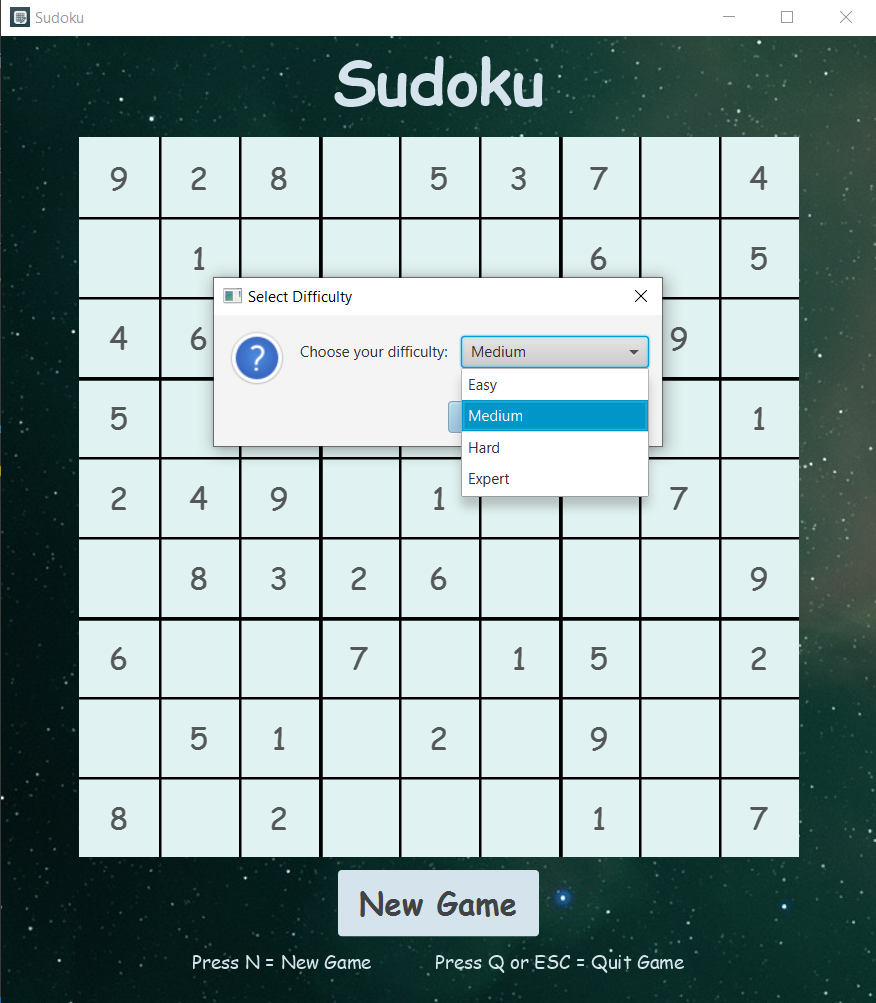 Sudoku
Sudoku
9 2 8 5 3 7 4
1 6 5
Select Difficulty
4 6 9
Choose your difficulty: Medium
Easy
5 Medium 1
Hard
Expert
2 4 9 1 7
8 3 2 6 9
6 7 1 5 2
5 1 2 9
8 2 1 7
New Game
Press N = New Game Press Q or ESC = Quit Game